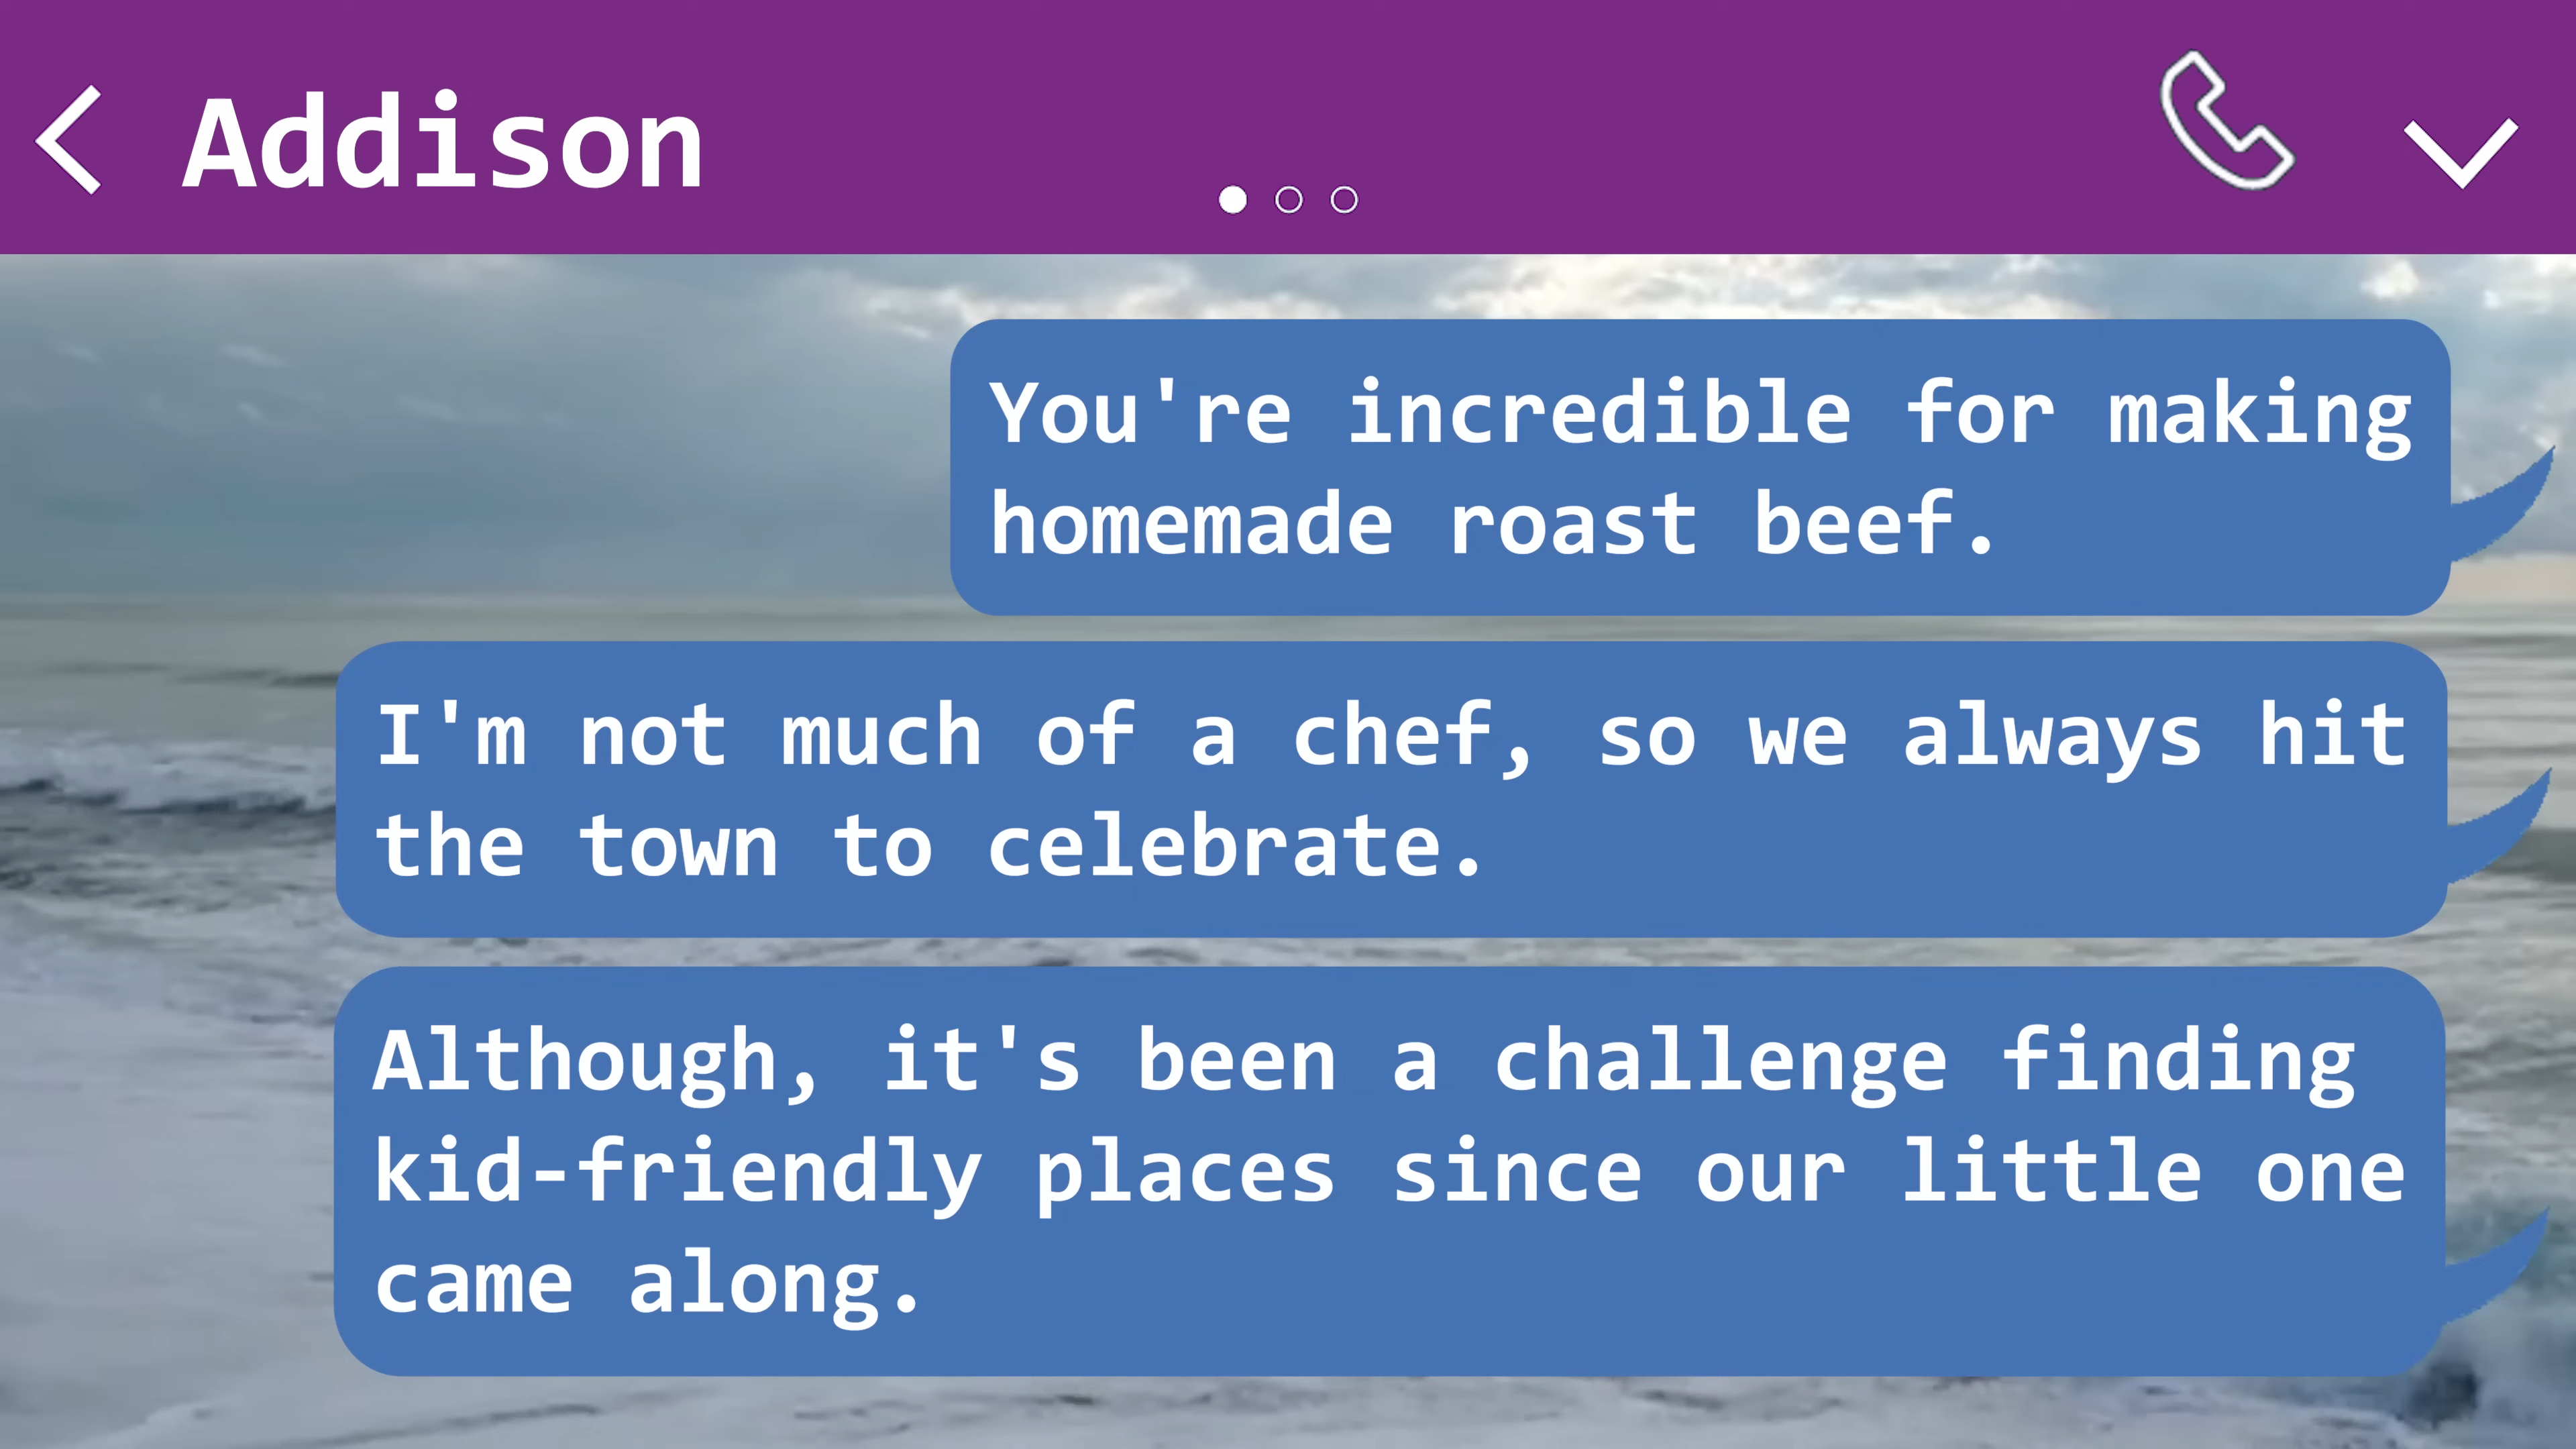 Addison
You're incredible for making
homemade roast beef.
I'm not much of a chef, so we always hit
the town to celebrate.
Although, it's been a challenge finding
kid-friendly places since our little one
came along.